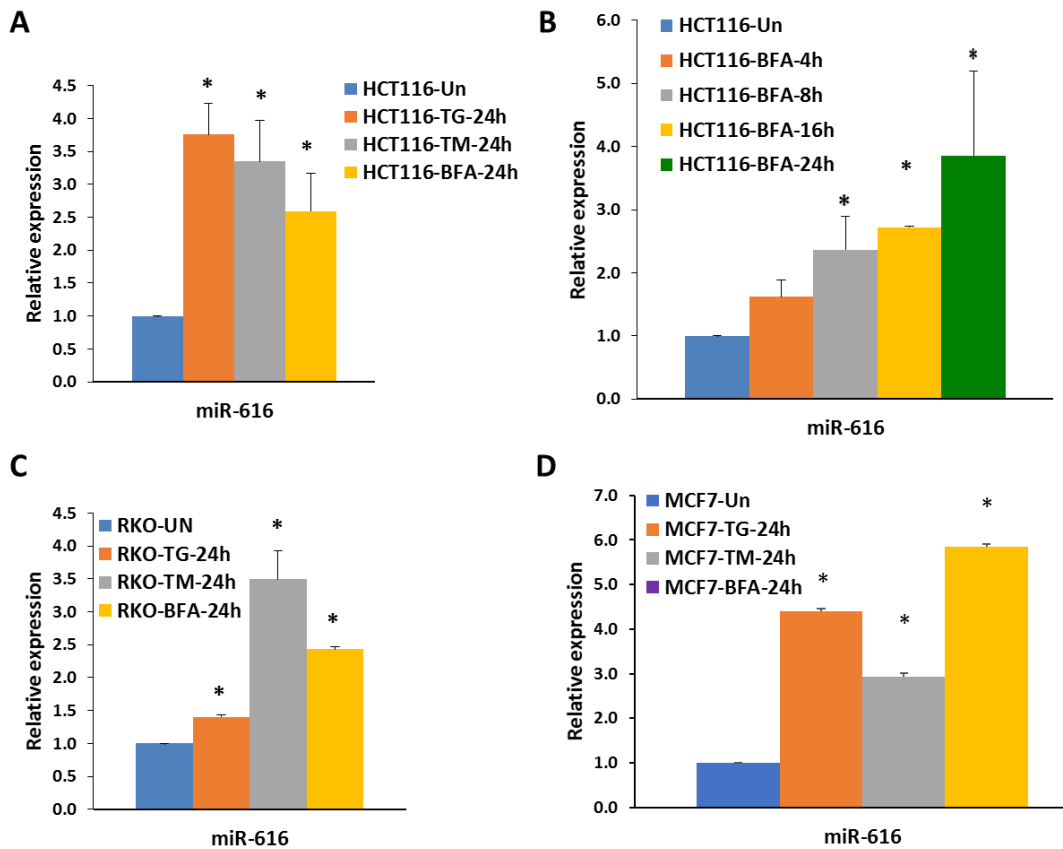 A
Relative expression
4.5
4.0
3.5
3.0
2.5
2.0
1.5
1.0
0.5
0.0
*
*
*
HCT116-Un
HCT116-TG-24h
HCT116-TM-24h
HCT116-BFA-24h
miR-616
B
Relative expression
6.0
5.0
4.0
3.0
2.0
1.0
0.0
HCT116-Un
HCT116-BFA-4h
HCT116-BFA-8h
HCT116-BFA-16h
HCT116-BFA-24h
*
*
*
miR-616
C
Relative expression
4.5
4.0
3.5
3.0
2.5
2.0
1.5
1.0
0.5
0.0
RKO-UN
RKO-TG-24h
RKO-TM-24h
RKO-BFA-24h
*
*
*
miR-616
D
Relative expression
7.0
6.0
5.0
4.0
3.0
2.0
1.0
0.0
MCF7-Un
MCF7-TG-24h
MCF7-TM-24h
MCF7-BFA-24h
*
*
*
miR-616